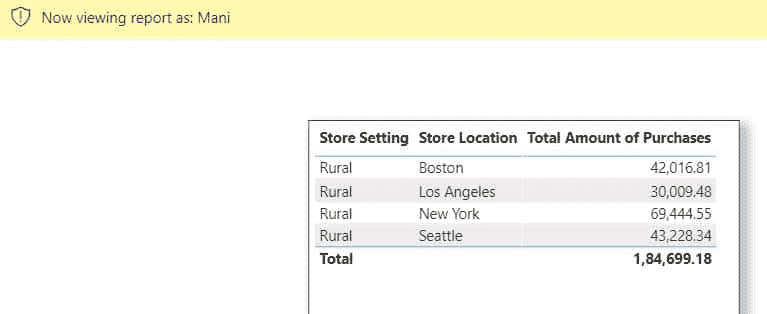 Now viewing report as: Mani
Store Setting Store Location Total Amount of Purchases
Rural Boston 42,016.81
Rural Los Angeles 30,009.48
Rural New York 69,444.55
Rural Seattle 43,228.34
Total 1,84,699.18